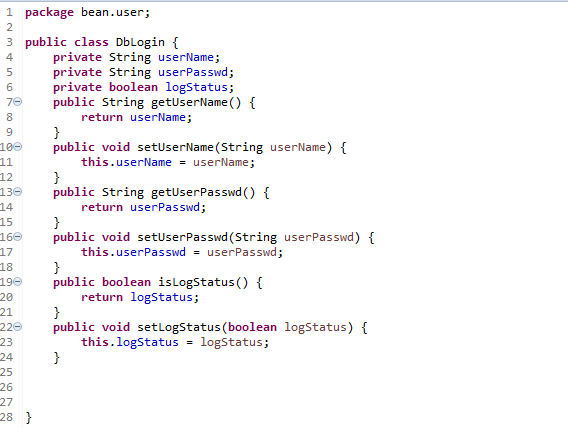 1 package bean.user;
2
3 public class DbLogin {
4     private String userName;
5     private String userPasswd;
6     private boolean logStatus;
7     public String getUserName() {
8         return userName;
9     }
10     public void setUserName(String userName) {
11         this.userName = userName;
12     }
13     public String getUserPasswd() {
14         return userPasswd;
15     }
16     public void setUserPasswd(String userPasswd) {
17         this.userPasswd = userPasswd;
18     }
19     public boolean isLogStatus() {
20         return logStatus;
21     }
22     public void setLogStatus(boolean logStatus) {
23         this.logStatus = logStatus;
24     }
25
26
27
28 }